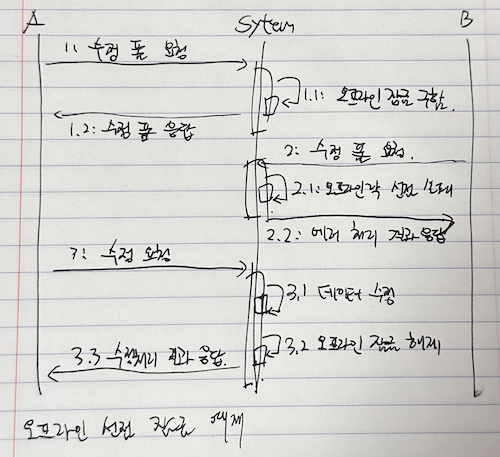 A System B
1: 수정 폼 요청
1.1: 오프라인 잠금 구함.
1.2: 수정 폼 응답
2: 수정 폼 요청.
2.1: 오프라인 선점 실패
2.2: 에러 처리 결과 응답
3: 수정 요청
3.1 데이터 수정
3.2 오프라인 잠금 해제
3.3 수정처리 결과 응답.
오프라인 선점 잠금 예제